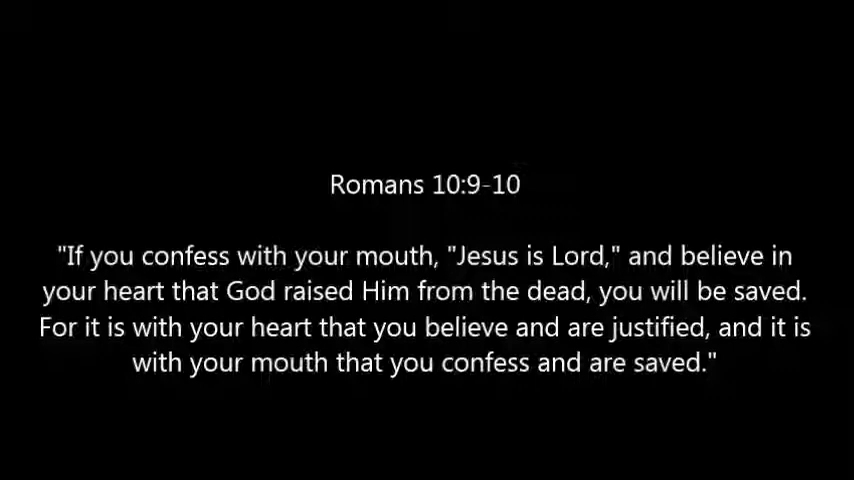 Romans 10:9-10
"If you confess with your mouth, "Jesus is Lord," and believe in
your heart that God raised Him from the dead, you will be saved.
For it is with your heart that you believe and are justified, and it is
with your mouth that you confess and are saved."